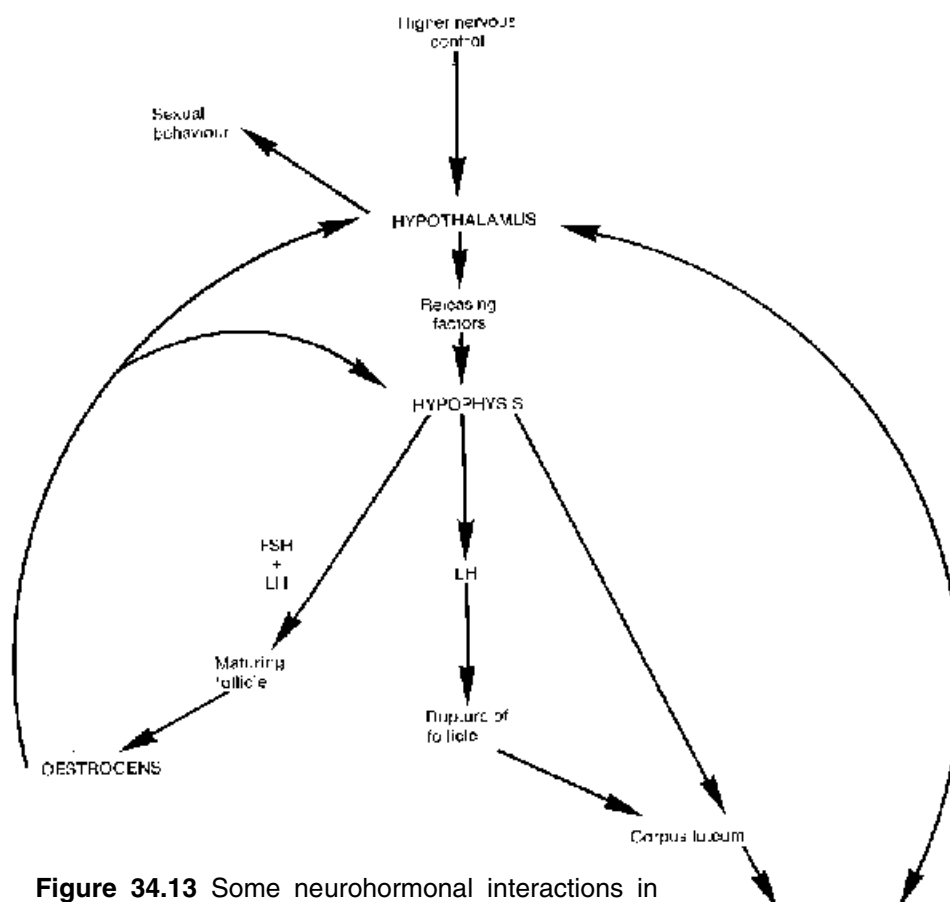 Higher nervous
control
Sexual
behaviour
HYPOTHALAMUS
Releasing
factors
HYPOPHYSIS
FSH
+
LH
LH
Maturing
follicle
Rupture of
follicle
OESTROGENS
Corpus luteum
Figure 34.13 Some neurohormonal interactions in